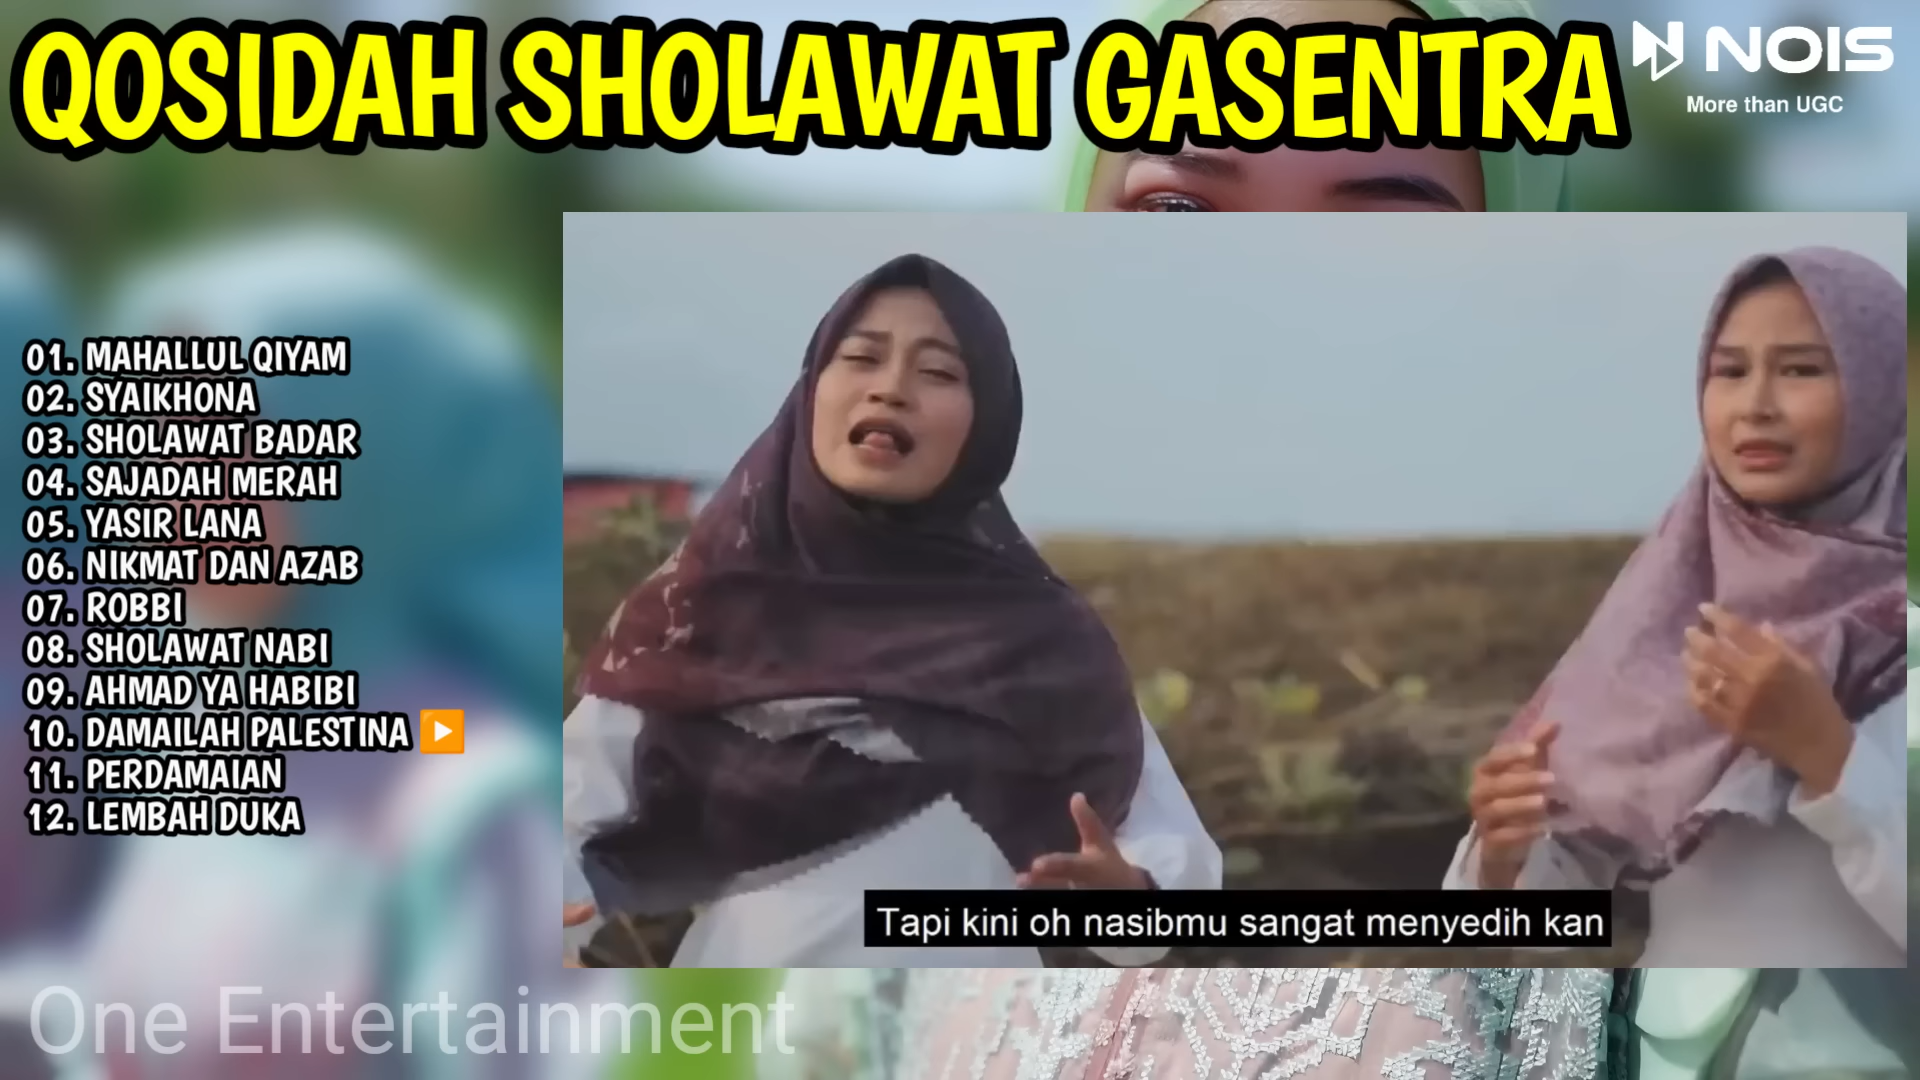 QOSIDAH SHOLAWAT GASENTRA
NOIS
More than UGC
01. MAHALLUL QIYAM
02. SYAIKHONA
03. SHOLAWAT BADAR
04. SAJADAH MERAH
05. YASIR LANA
06. NIKMAT DAN AZAB
07. ROBBI
08. SHOLAWAT NABI
09. AHMAD YA HABIBI
10. DAMAILAH PALESTINA
11. PERDAMAIAN
12. LEMBAH DUKA
Tapi kini oh nasibmu sangat menyedih kan
One Entertainment